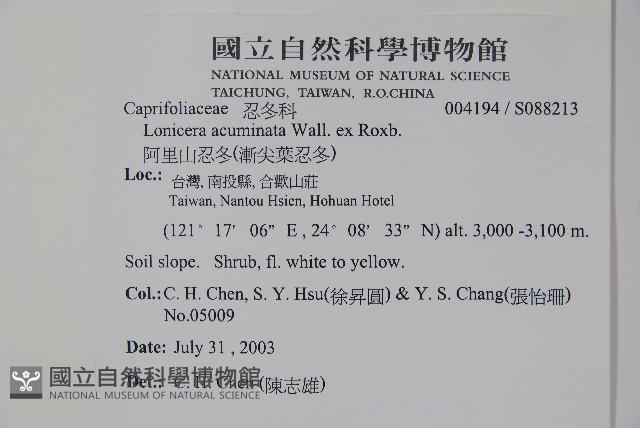 國立自然科學博物館
NATIONAL MUSEUM OF NATURAL SCIENCE
TAICHUNG, TAIWAN, R.O.CHINA
Caprifoliaceae 忍冬科 004194 / S088213
Lonicera acuminata Wall. ex Roxb.
阿里山忍冬(漸尖葉忍冬)
Loc.: 台灣, 南投縣, 合歡山莊
Taiwan, Nantou Hsien, Hohuan Hotel
(121° 17′ 06″ E , 24° 08′ 33″ N) alt. 3,000 -3,100 m.
Soil slope. Shrub, fl. white to yellow.
Col.: C. H. Chen, S. Y. Hsu(徐昇圓) & Y. S. Chang(張怡珊)
No.05009
Date: July 31 , 2003
Det.: C. H. Chen (陳志雄)
國立自然科學博物館
NATIONAL MUSEUM OF NATURAL SCIENCE